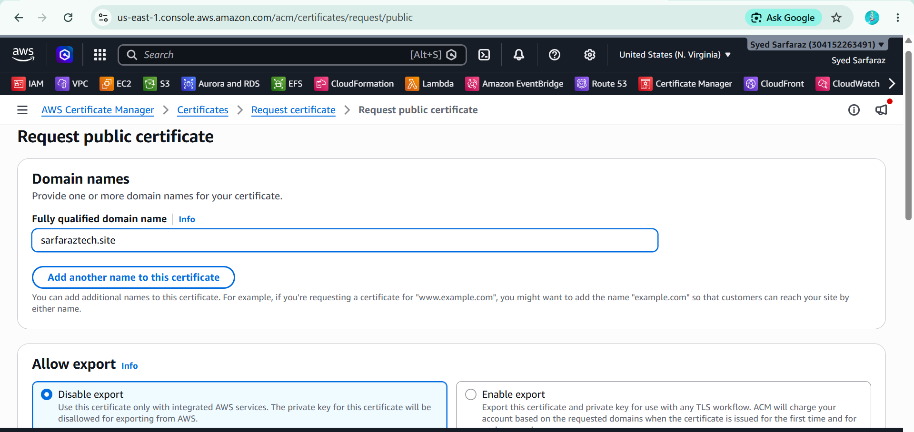 us-east-1.console.aws.amazon.com/acm/certificates/request/public
Ask Google
aws
Search
[Alt+S]
United States (N. Virginia)
Syed Sarfaraz (304152263491)
Syed Sarfaraz
IAM
VPC
EC2
S3
Aurora and RDS
EFS
CloudFormation
Lambda
Amazon EventBridge
Route 53
Certificate Manager
CloudFront
CloudWatch
AWS Certificate Manager
Certificates
Request certificate
Request public certificate
Request public certificate
Domain names
Provide one or more domain names for your certificate.
Fully qualified domain name
Info
sarfaraztech.site
Add another name to this certificate
You can add additional names to this certificate. For example, if you're requesting a certificate for "www.example.com", you might want to add the name "example.com" so that customers can reach your site by
either name.
Allow export
Info
Disable export
Use this certificate only with integrated AWS services. The private key for this certificate will be
disallowed for exporting from AWS.
Enable export
Export this certificate and private key for use with any TLS workflow. ACM will charge your
account based on the requested domains when the certificate is issued for the first time and for